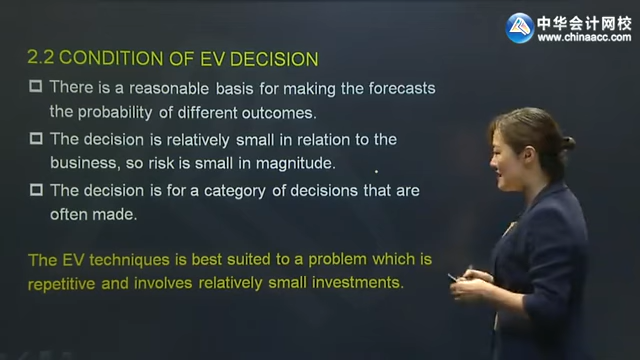 中华会计网校
www.chinaacc.com
2.2 CONDITION OF EV DECISION
There is a reasonable basis for making the forecasts
the probability of different outcomes.
The decision is relatively small in relation to the
business, so risk is small in magnitude.
The decision is for a category of decisions that are
often made.
The EV techniques is best suited to a problem which is
repetitive and involves relatively small investments.